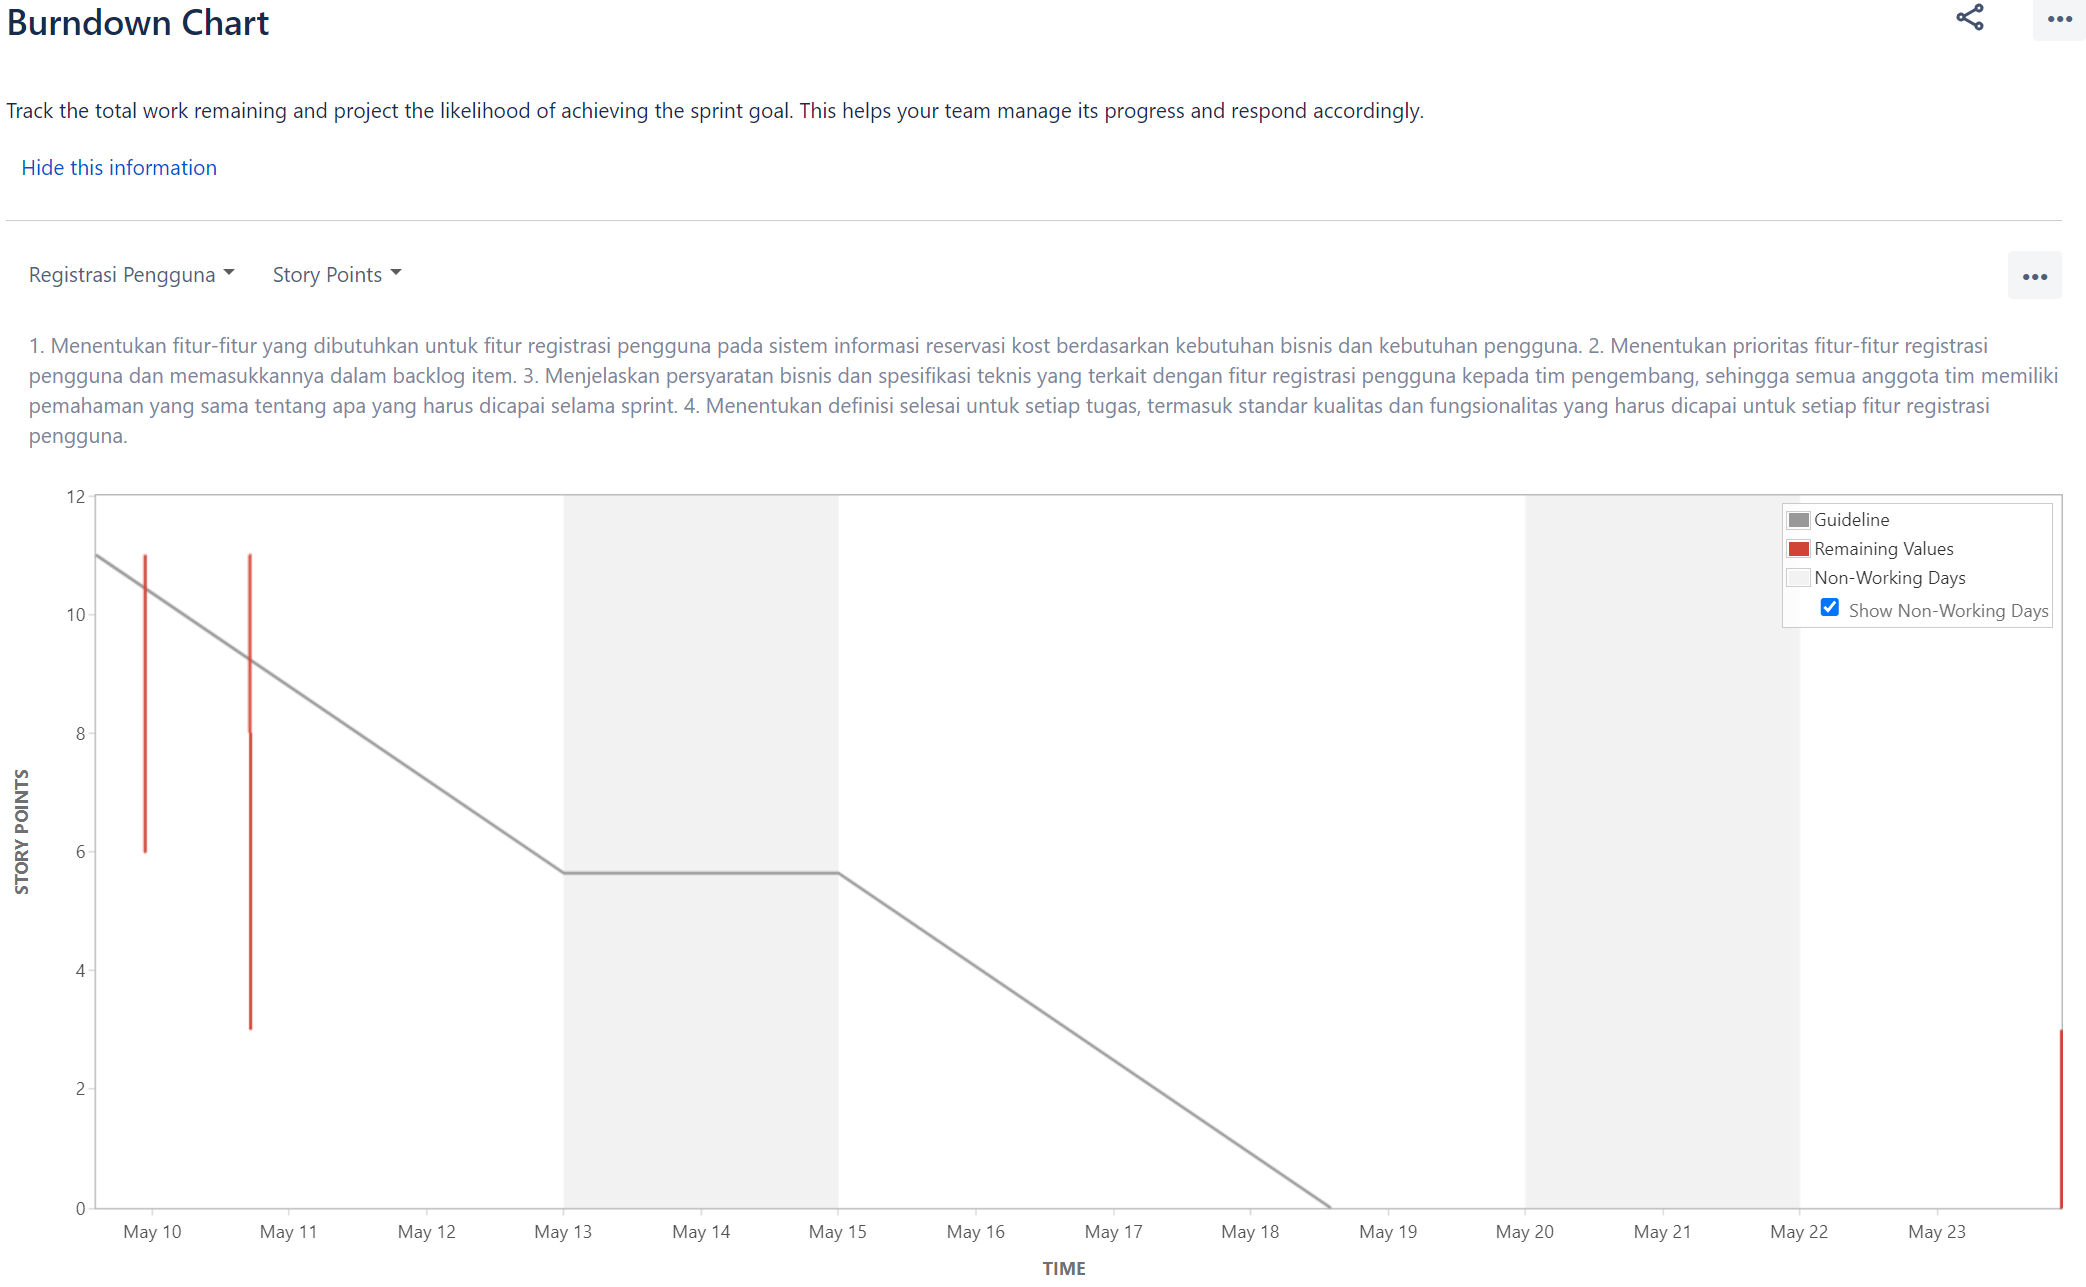 Burndown Chart
Track the total work remaining and project the likelihood of achieving the sprint goal. This helps your team manage its progress and respond accordingly.
Hide this information
Registrasi Pengguna Story Points
1. Menentukan fitur-fitur yang dibutuhkan untuk fitur registrasi pengguna pada sistem informasi reservasi kost berdasarkan kebutuhan bisnis dan kebutuhan pengguna. 2. Menentukan prioritas fitur-fitur registrasi
pengguna dan memasukkannya dalam backlog item. 3. Menjelaskan persyaratan bisnis dan spesifikasi teknis yang terkait dengan fitur registrasi pengguna kepada tim pengembang, sehingga semua anggota tim memiliki
pemahaman yang sama tentang apa yang harus dicapai selama sprint. 4. Menentukan definisi selesai untuk setiap tugas, termasuk standar kualitas dan fungsionalitas yang harus dicapai untuk setiap fitur registrasi
pengguna.
12
10
8
6
4
2
0
STORY POINTS
Guideline
Remaining Values
Non-Working Days
Show Non-Working Days
May 10 May 11 May 12 May 13 May 14 May 15 May 16 May 17 May 18 May 19 May 20 May 21 May 22 May 23
TIME